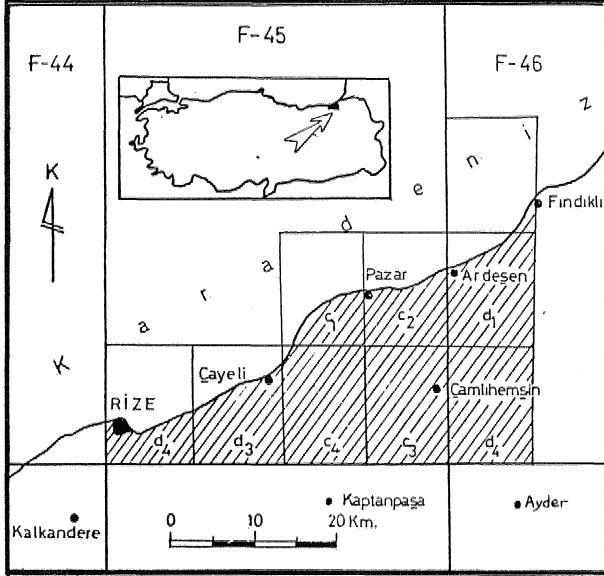 F-44
F-45
F-46
K
K a r a d e n i z
Fındıklı
Pazar
Ardeşen
c1
c2
d1
Çayeli
Çamlıhemşin
RİZE
d4
d3
c4
c3
d4
Kalkandere
Kaptanpaşa
Ayder
0 10 20 Km.